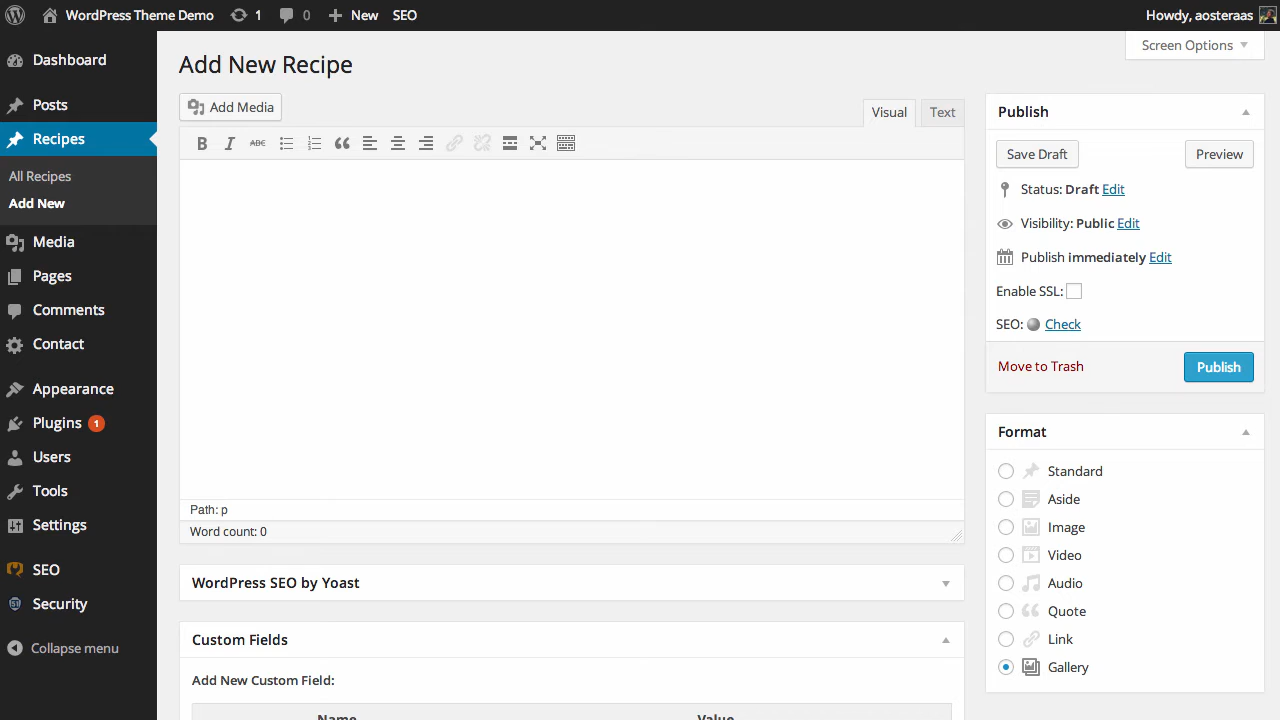 WordPress Theme Demo 1 0 New SEO Howdy, aosteraas
Screen Options
Dashboard
Posts
Recipes
All Recipes
Add New
Media
Pages
Comments
Contact
Appearance
Plugins 1
Users
Tools
Settings
SEO
Security
Collapse menu
Add New Recipe
Add Media
Visual Text
B I ABC
Path: p
Word count: 0
WordPress SEO by Yoast
Custom Fields
Add New Custom Field:
Name Value
Publish
Save Draft Preview
Status: Draft Edit
Visibility: Public Edit
Publish immediately Edit
Enable SSL:
SEO: Check
Move to Trash Publish
Format
Standard
Aside
Image
Video
Audio
Quote
Link
Gallery